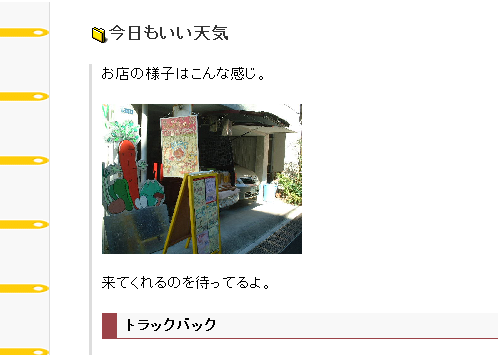 今日もいい天気
お店の様子はこんな感じ。
来てくれるのを待ってるよ。
トラックバック